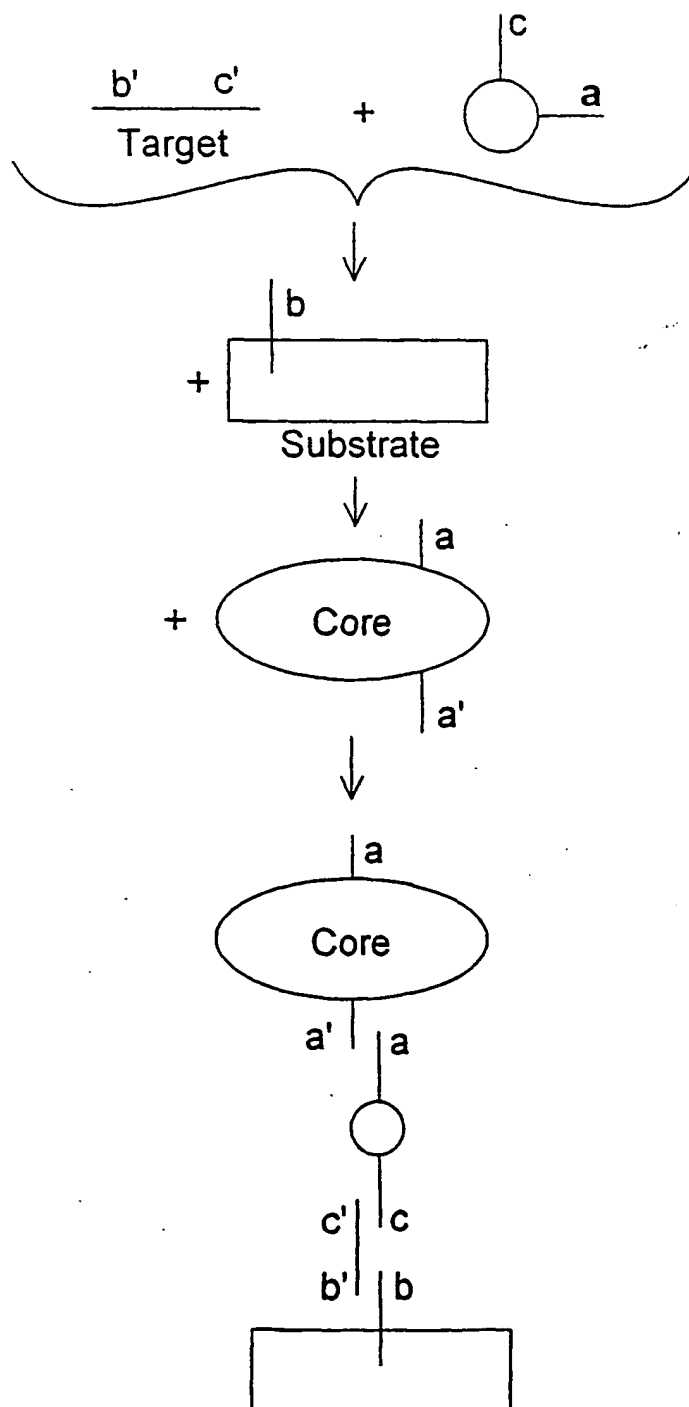 c
b' c' + a
Target
b
+
Substrate
a
+ Core
a'
a
Core
a' a
c' c
b' b